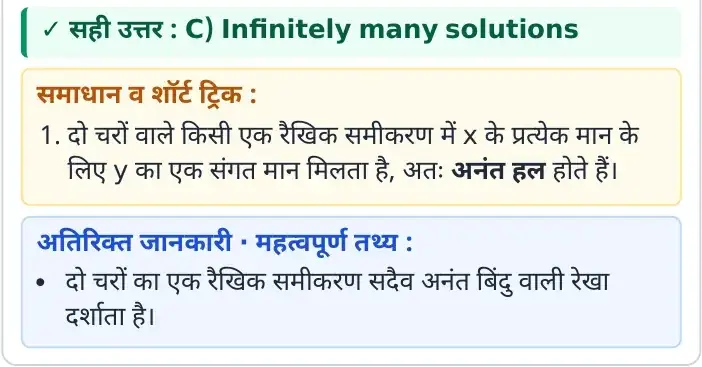 ✓ सही उत्तर : C) Infinitely many solutions
समाधान व शॉर्ट ट्रिक :
1. दो चरों वाले किसी एक रैखिक समीकरण में x के प्रत्येक मान के
लिए y का एक संगत मान मिलता है, अतः अनंत हल होते हैं।
अतिरिक्त जानकारी · महत्वपूर्ण तथ्य :
• दो चरों का एक रैखिक समीकरण सदैव अनंत बिंदु वाली रेखा
दर्शाता है।